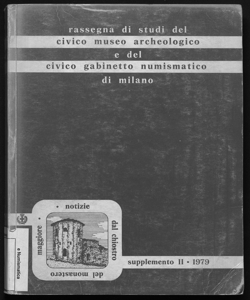 rassegna di studi del
civico museo archeologico
e del
civico gabinetto numismatico
di milano
notizie
dal chiostro
del monastero
maggiore
supplemento II • 1979
e Numismatica